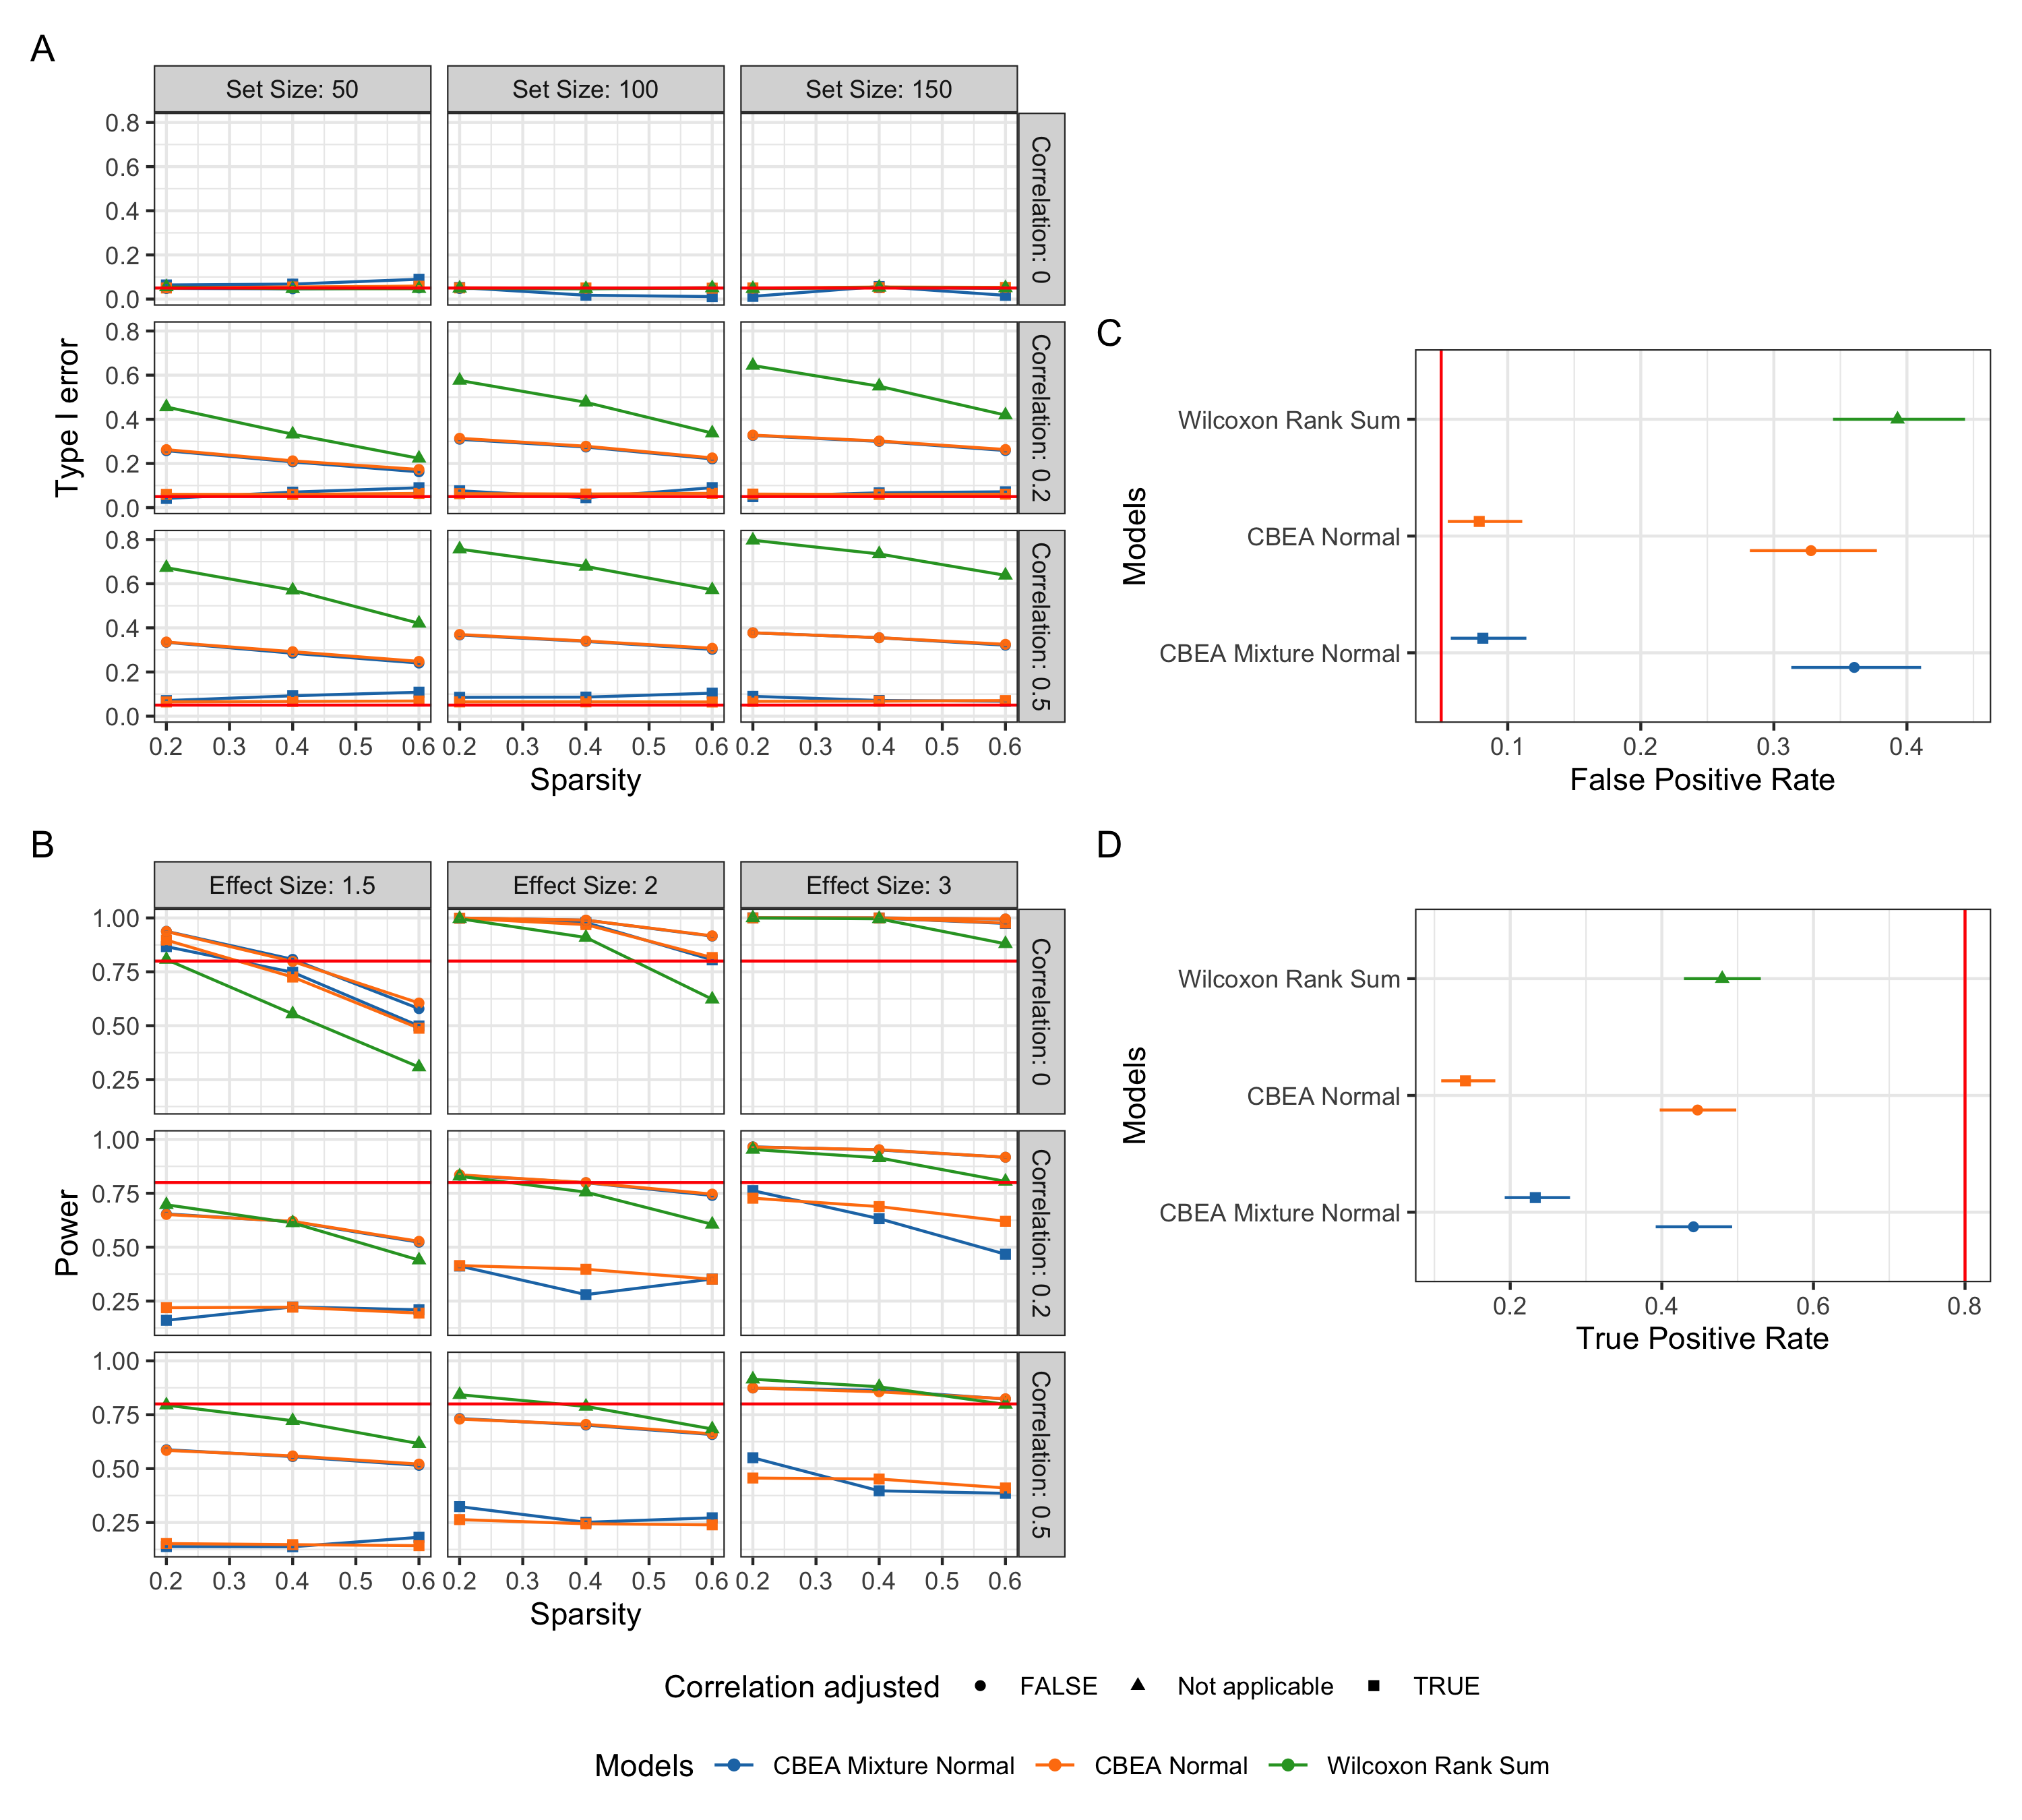 A
Set Size: 50
Set Size: 100
Set Size: 150
0.8
0.6
0.4
0.2
0.0
Correlation: 0
0.8
0.6
0.4
0.2
0.0
Correlation: 0.2
0.8
0.6
0.4
0.2
0.0
Correlation: 0.5
Type I error
0.2 0.3 0.4 0.5 0.6 0.2 0.3 0.4 0.5 0.6 0.2 0.3 0.4 0.5 0.6
Sparsity
C
Models
Wilcoxon Rank Sum
CBEA Normal
CBEA Mixture Normal
0.1 0.2 0.3 0.4
False Positive Rate
B
Effect Size: 1.5
Effect Size: 2
Effect Size: 3
1.00
0.75
0.50
0.25
Correlation: 0
1.00
0.75
0.50
0.25
Correlation: 0.2
1.00
0.75
0.50
0.25
Correlation: 0.5
Power
0.2 0.3 0.4 0.5 0.6 0.2 0.3 0.4 0.5 0.6 0.2 0.3 0.4 0.5 0.6
Sparsity
D
Models
Wilcoxon Rank Sum
CBEA Normal
CBEA Mixture Normal
0.2 0.4 0.6 0.8
True Positive Rate
Correlation adjusted FALSE Not applicable TRUE
Models CBEA Mixture Normal CBEA Normal Wilcoxon Rank Sum